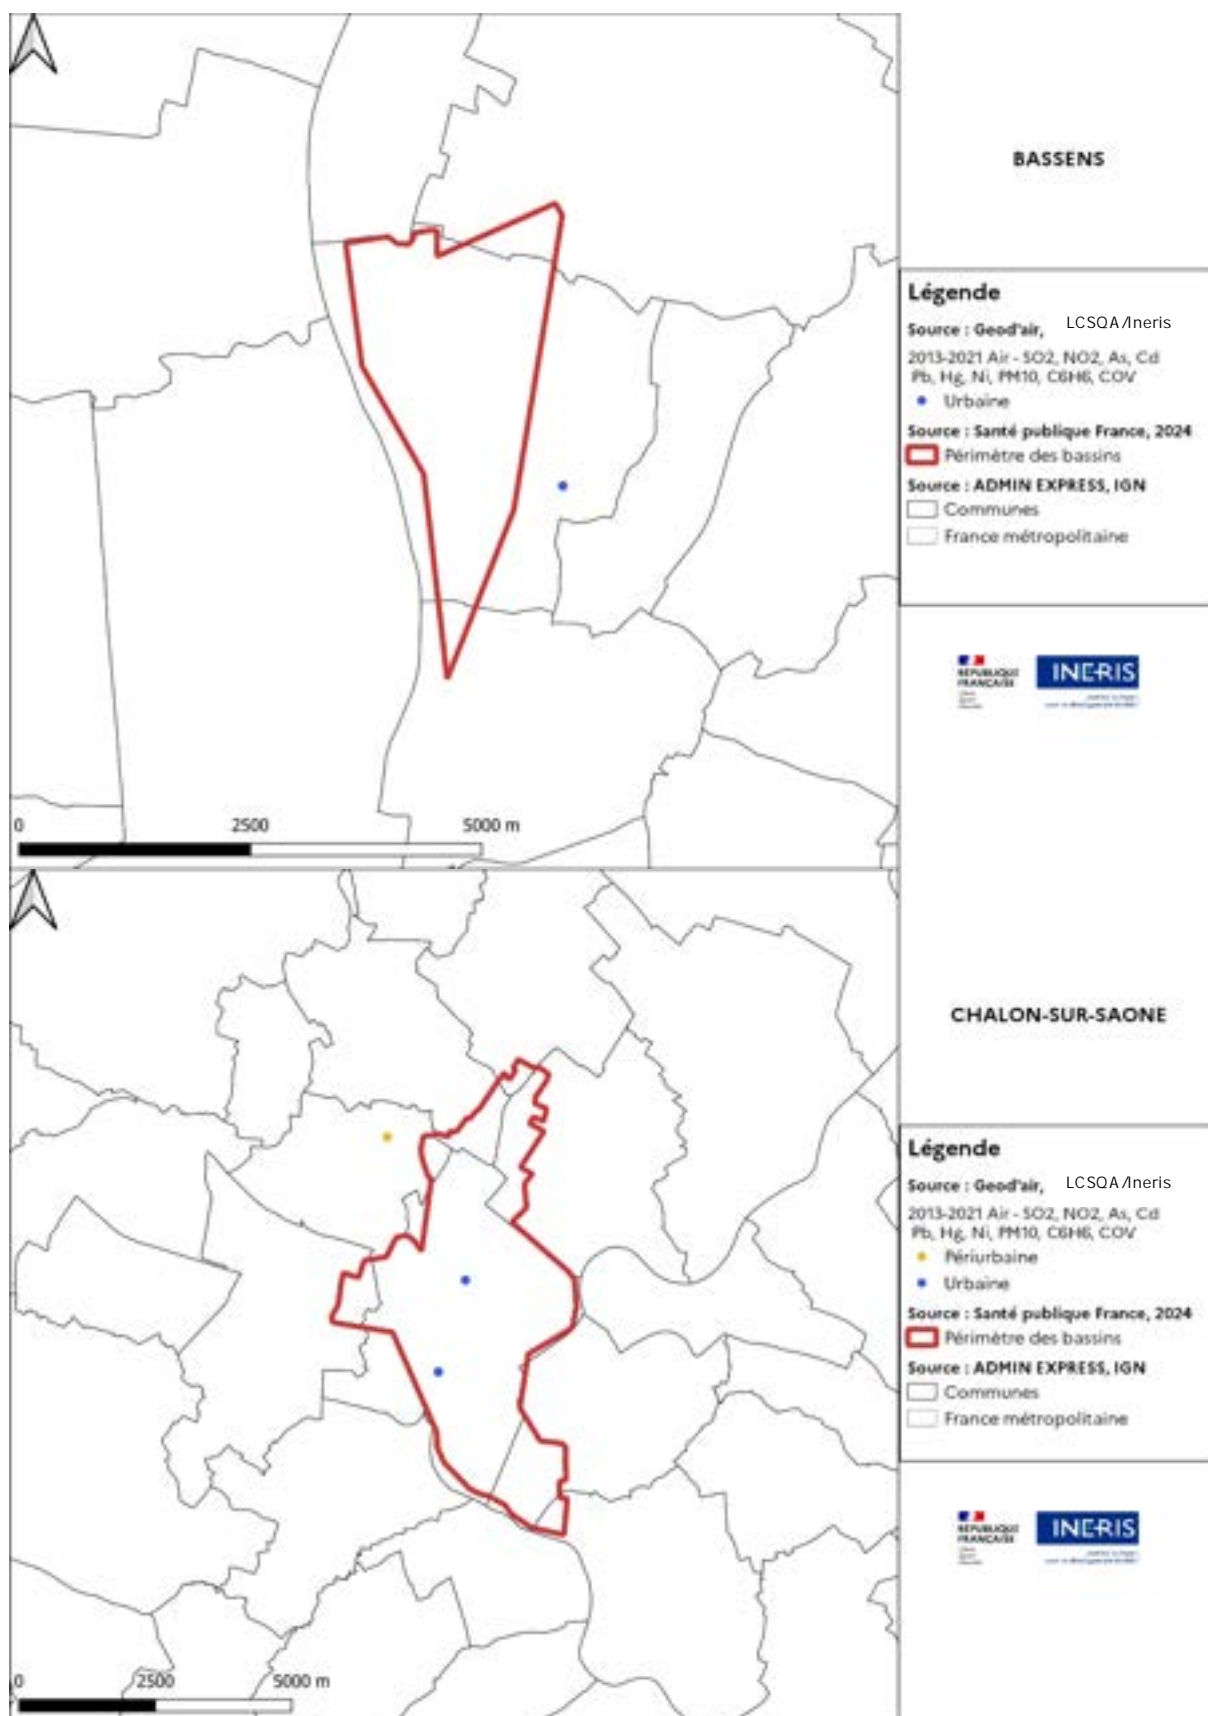 BASSENS
Légende
Source : Geod'air, LCSQA/Ineris
2013-2021 Air - SO2, NO2, As, Cd
Pb, Hg, Ni, PM10, C6H6, COV
Urbaine
Source : Santé publique France, 2024
Périmètre des bassins
Source : ADMIN EXPRESS, IGN
Communes
France métropolitaine
RÉPUBLIQUE
FRANÇAISE
INERIS
0 2500 5000 m
CHALON-SUR-SAONE
Légende
Source : Geod'air, LCSQA/Ineris
2013-2021 Air - SO2, NO2, As, Cd
Pb, Hg, Ni, PM10, C6H6, COV
Périurbaine
Urbaine
Source : Santé publique France, 2024
Périmètre des bassins
Source : ADMIN EXPRESS, IGN
Communes
France métropolitaine
RÉPUBLIQUE
FRANÇAISE
INERIS
0 2500 5000 m